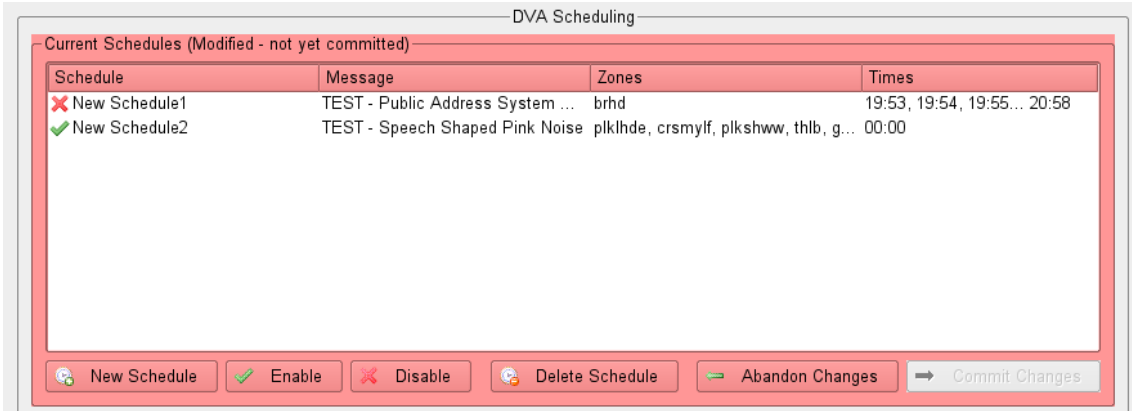 DVA Scheduling
Current Schedules (Modified - not yet committed)
Schedule Message Zones Times
New Schedule1 TEST - Public Address System ... brhd 19:53, 19:54, 19:55... 20:58
New Schedule2 TEST - Speech Shaped Pink Noise plklhde, crsmylf, plkshww, thlb, g... 00:00
New Schedule Enable Disable Delete Schedule Abandon Changes Commit Changes